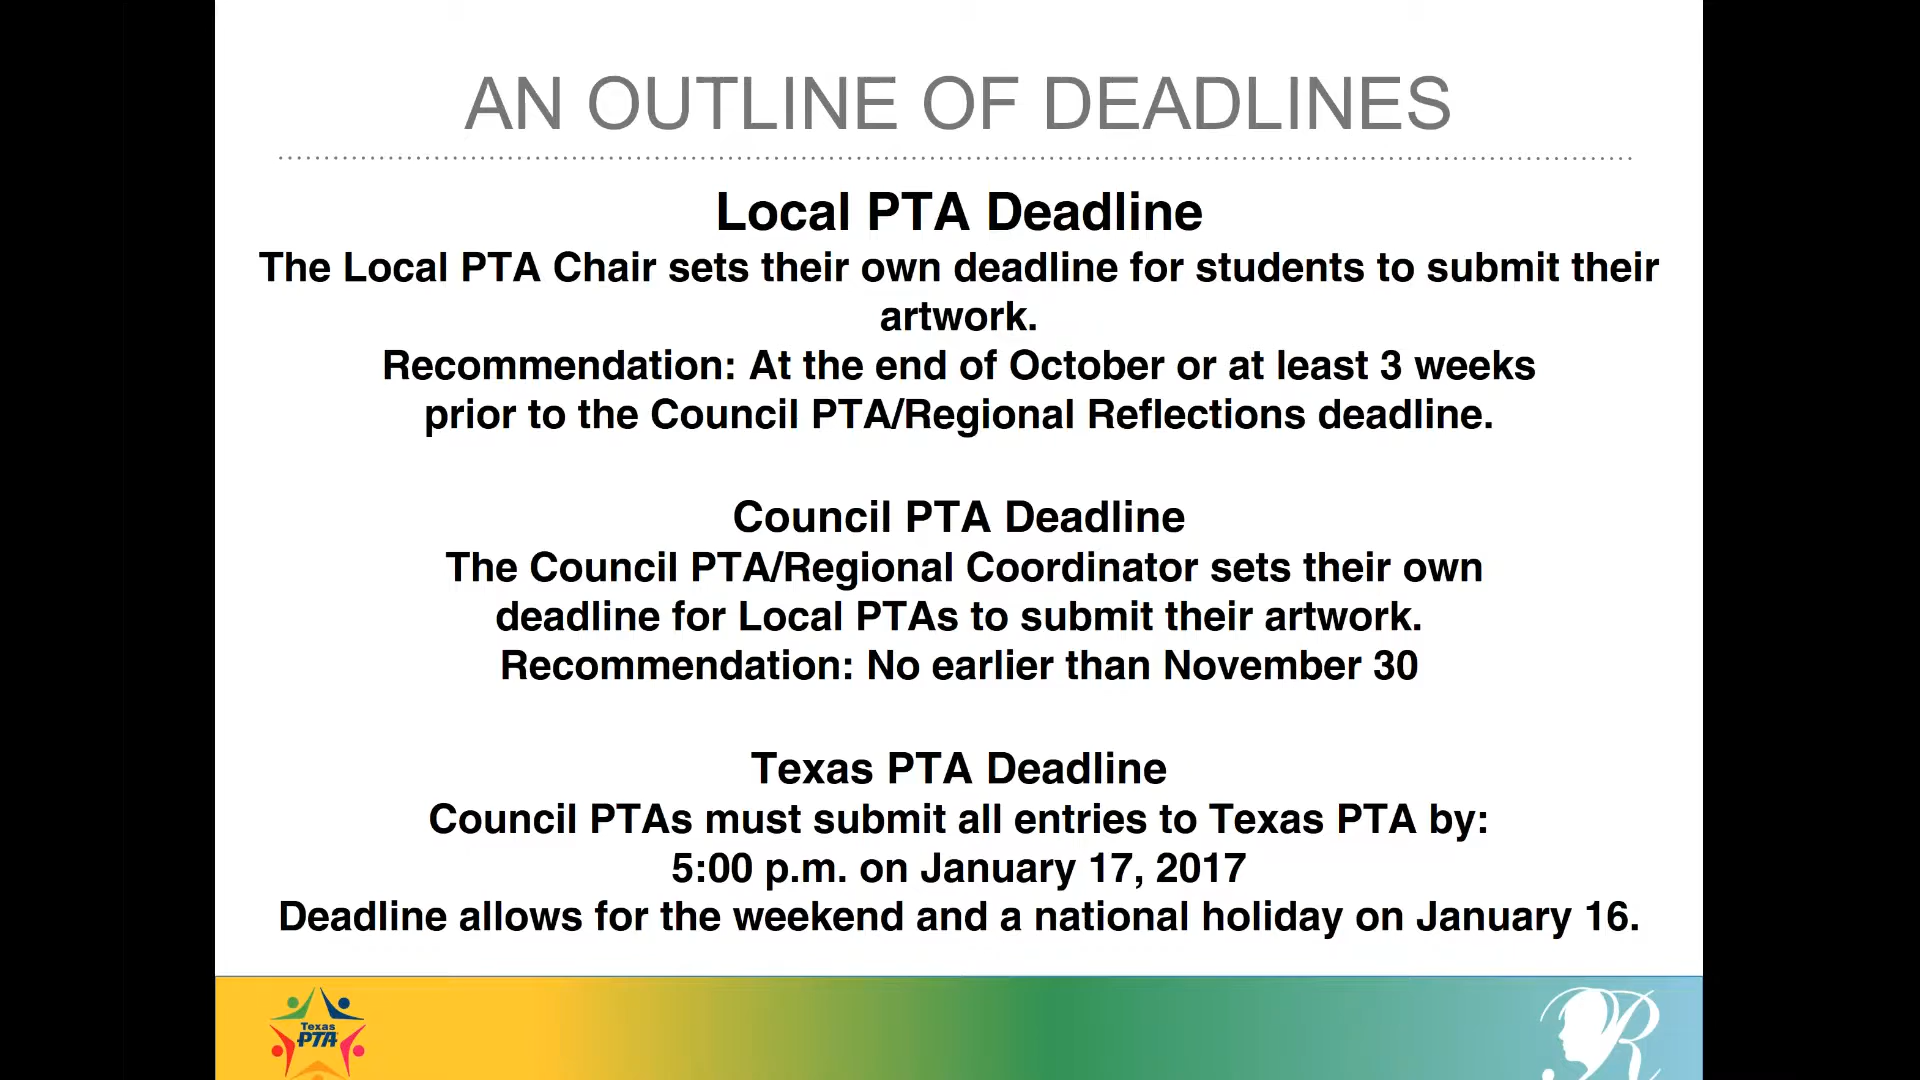 AN OUTLINE OF DEADLINES
Local PTA Deadline
The Local PTA Chair sets their own deadline for students to submit their
artwork.
Recommendation: At the end of October or at least 3 weeks
prior to the Council PTA/Regional Reflections deadline.
Council PTA Deadline
The Council PTA/Regional Coordinator sets their own
deadline for Local PTAs to submit their artwork.
Recommendation: No earlier than November 30
Texas PTA Deadline
Council PTAs must submit all entries to Texas PTA by:
5:00 p.m. on January 17, 2017
Deadline allows for the weekend and a national holiday on January 16.
Texas
PTA
R